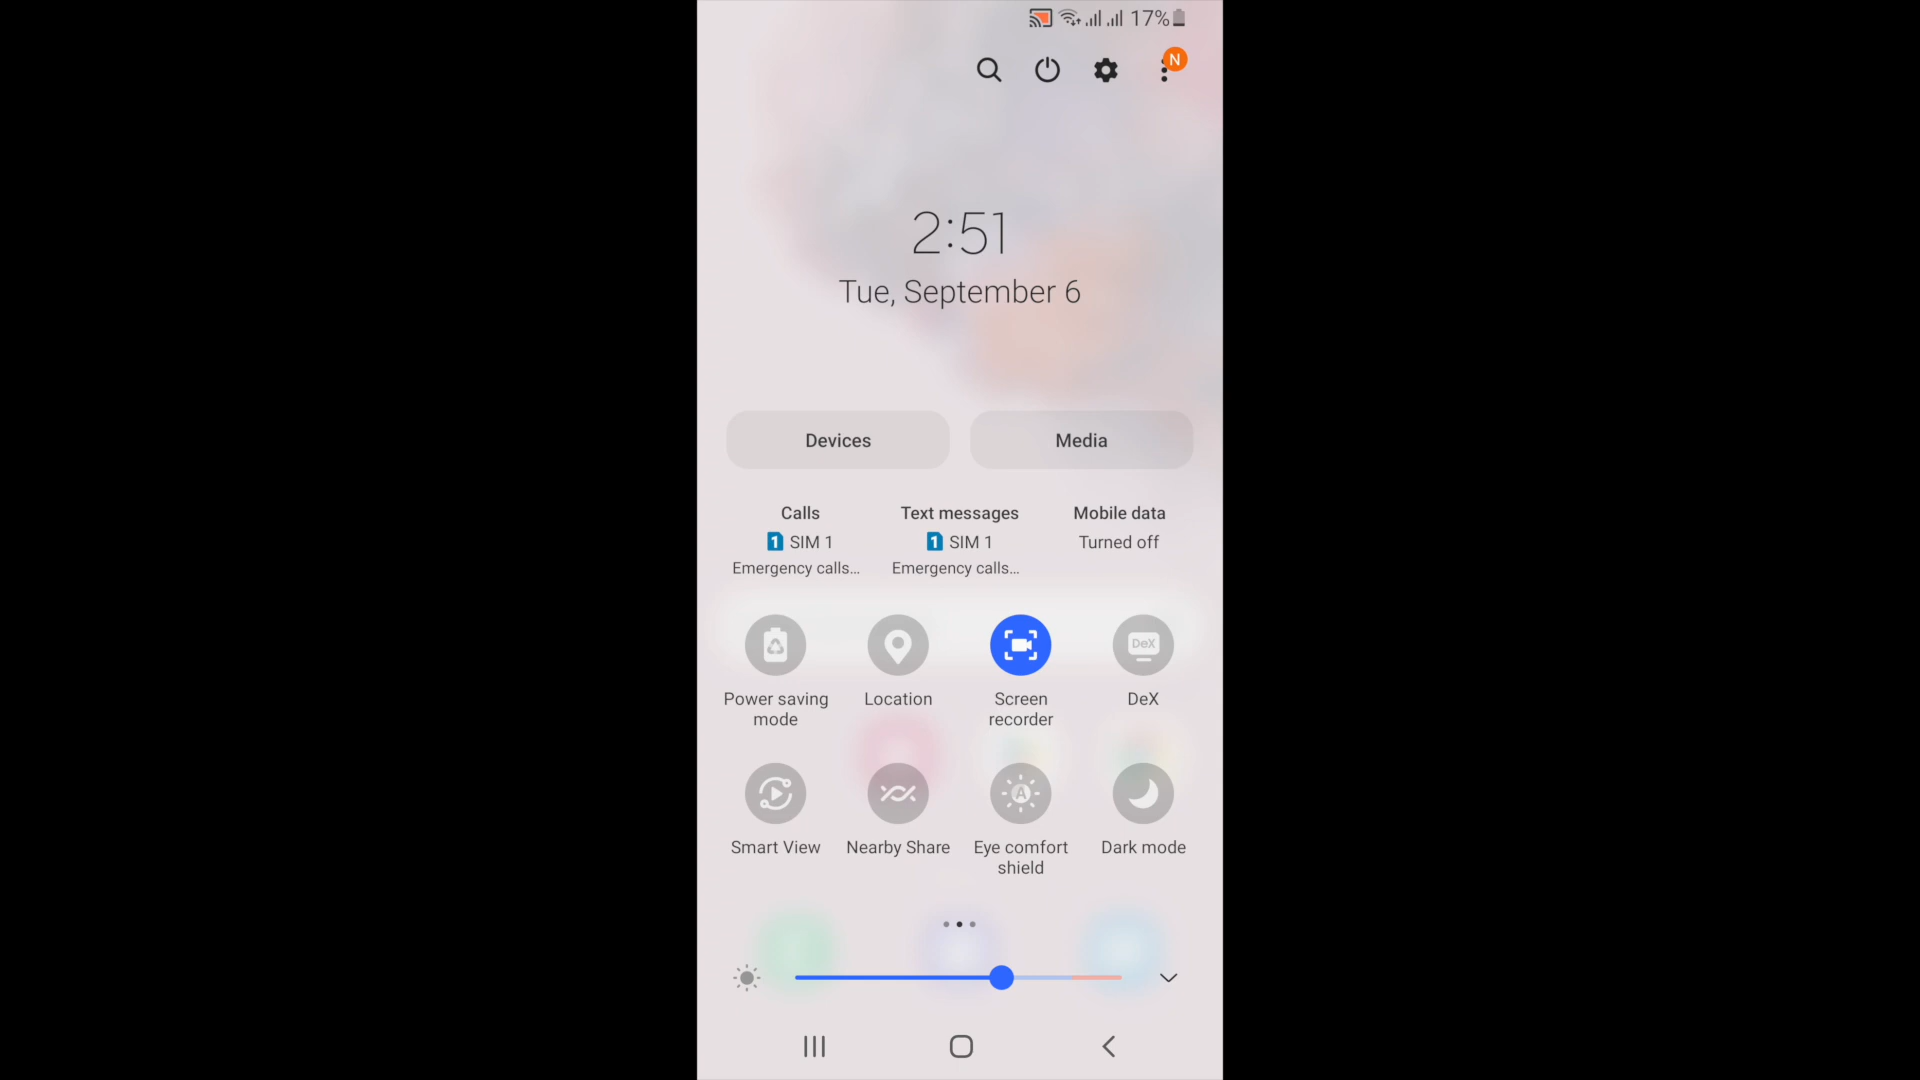 17%
N
2:51
Tue, September 6
Devices Media
Calls Text messages Mobile data
1 SIM 1 1 SIM 1 Turned off
Emergency calls... Emergency calls...
DeX
Power saving mode Location Screen recorder DeX
A
Smart View Nearby Share Eye comfort shield Dark mode